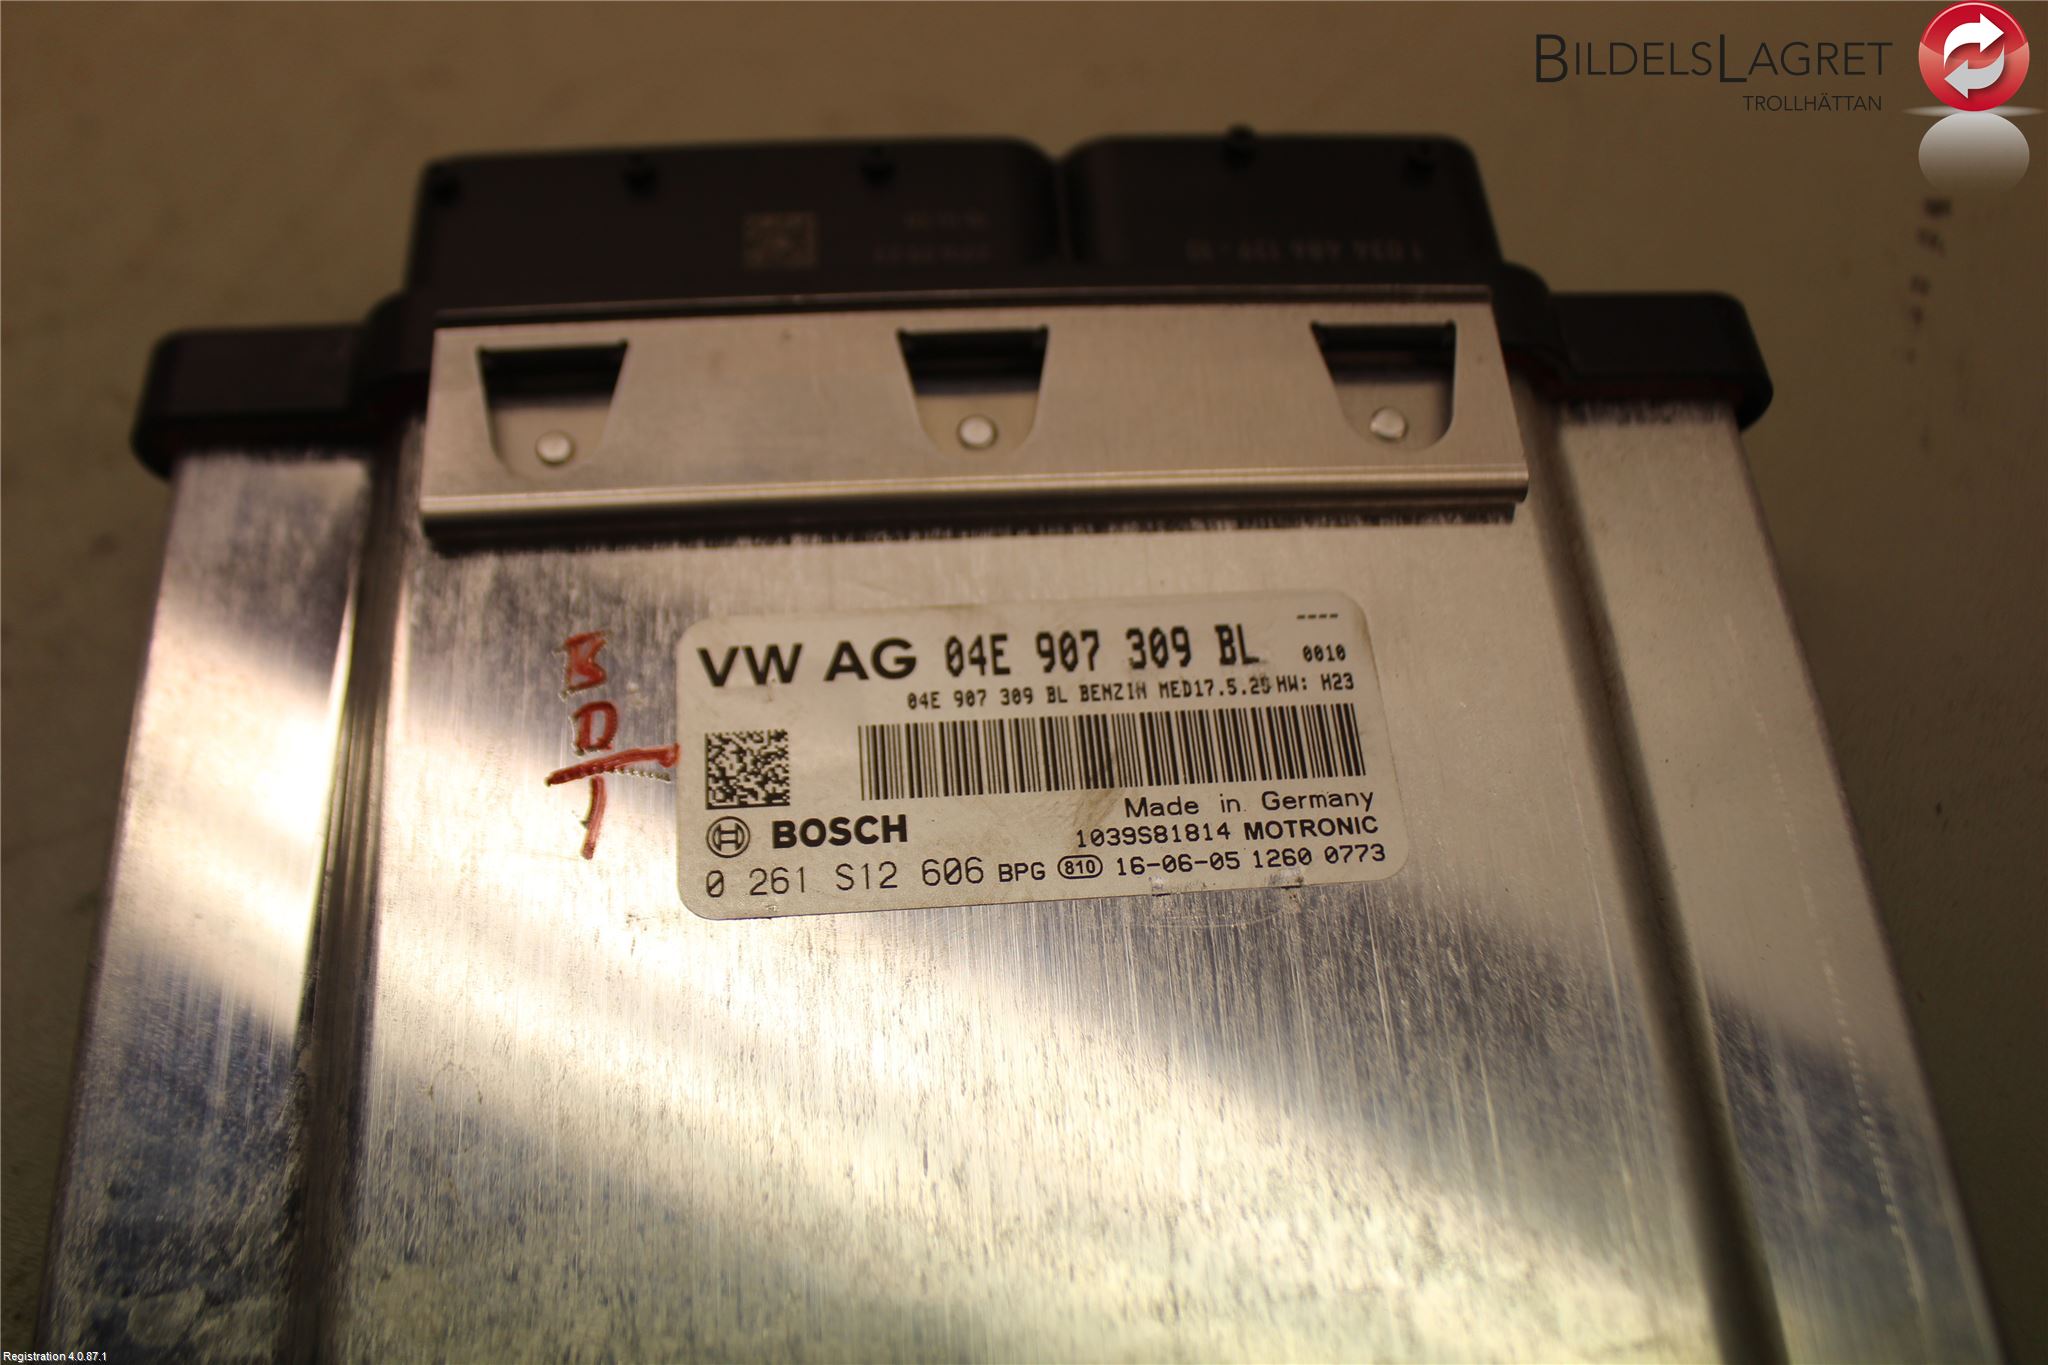 BILDELSLAGRET
TROLLHÄTTAN
VW AG 04E 907 309 BL ----
0010
04E 907 309 BL BENZIN MED17.5.25 HW: H23
Made in Germany
BOSCH 1039S81814 MOTRONIC
0 261 S12 606 BPG 810 16-06-05 1260 0773
B
D
T
Registration 4.0.87.1